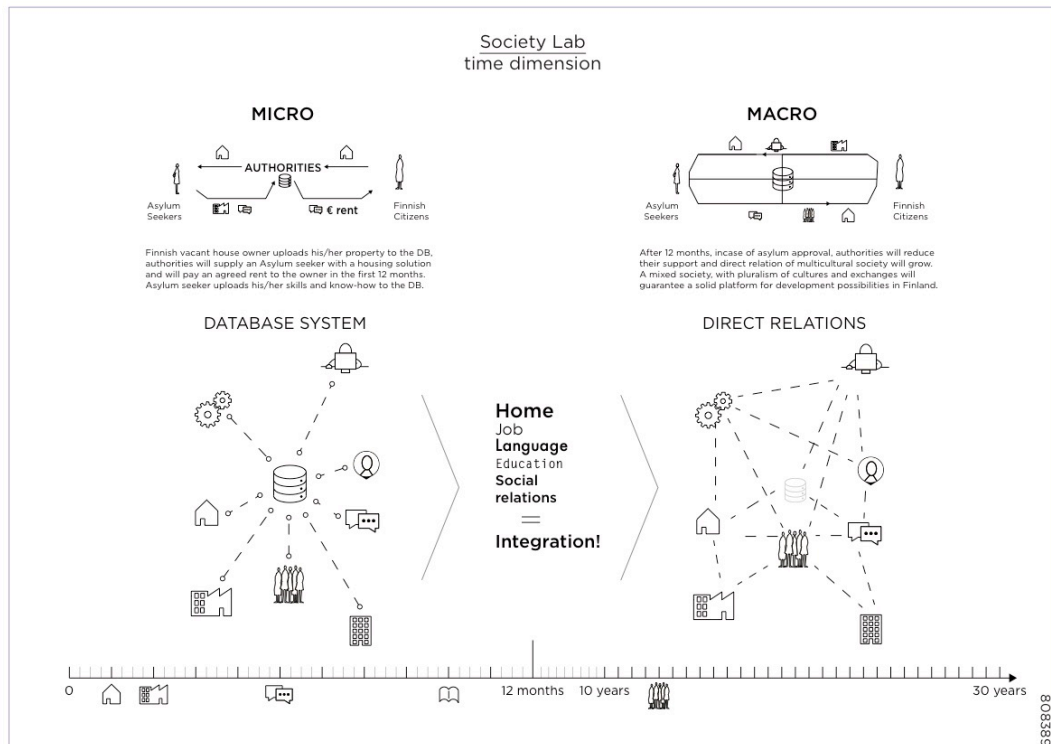 Society Lab
time dimension
MICRO
AUTHORITIES
Asylum
Seekers
€ rent
Finnish
Citizens
Finnish vacant house owner uploads his/her property to the DB,
authorities will supply an Asylum seeker with a housing solution
and will pay an agreed rent to the owner in the first 12 months.
Asylum seeker uploads his/her skills and know-how to the DB.
MACRO
Asylum
Seekers
Finnish
Citizens
After 12 months, incase of asylum approval, authorities will reduce
their support and direct relation of multicultural society will grow.
A mixed society, with pluralism of cultures and exchanges will
guarantee a solid platform for development possibilities in Finland.
DATABASE SYSTEM
Home
Job
Language
Education
Social
relations
=
Integration!
DIRECT RELATIONS
0
12 months
10 years
30 years
808389